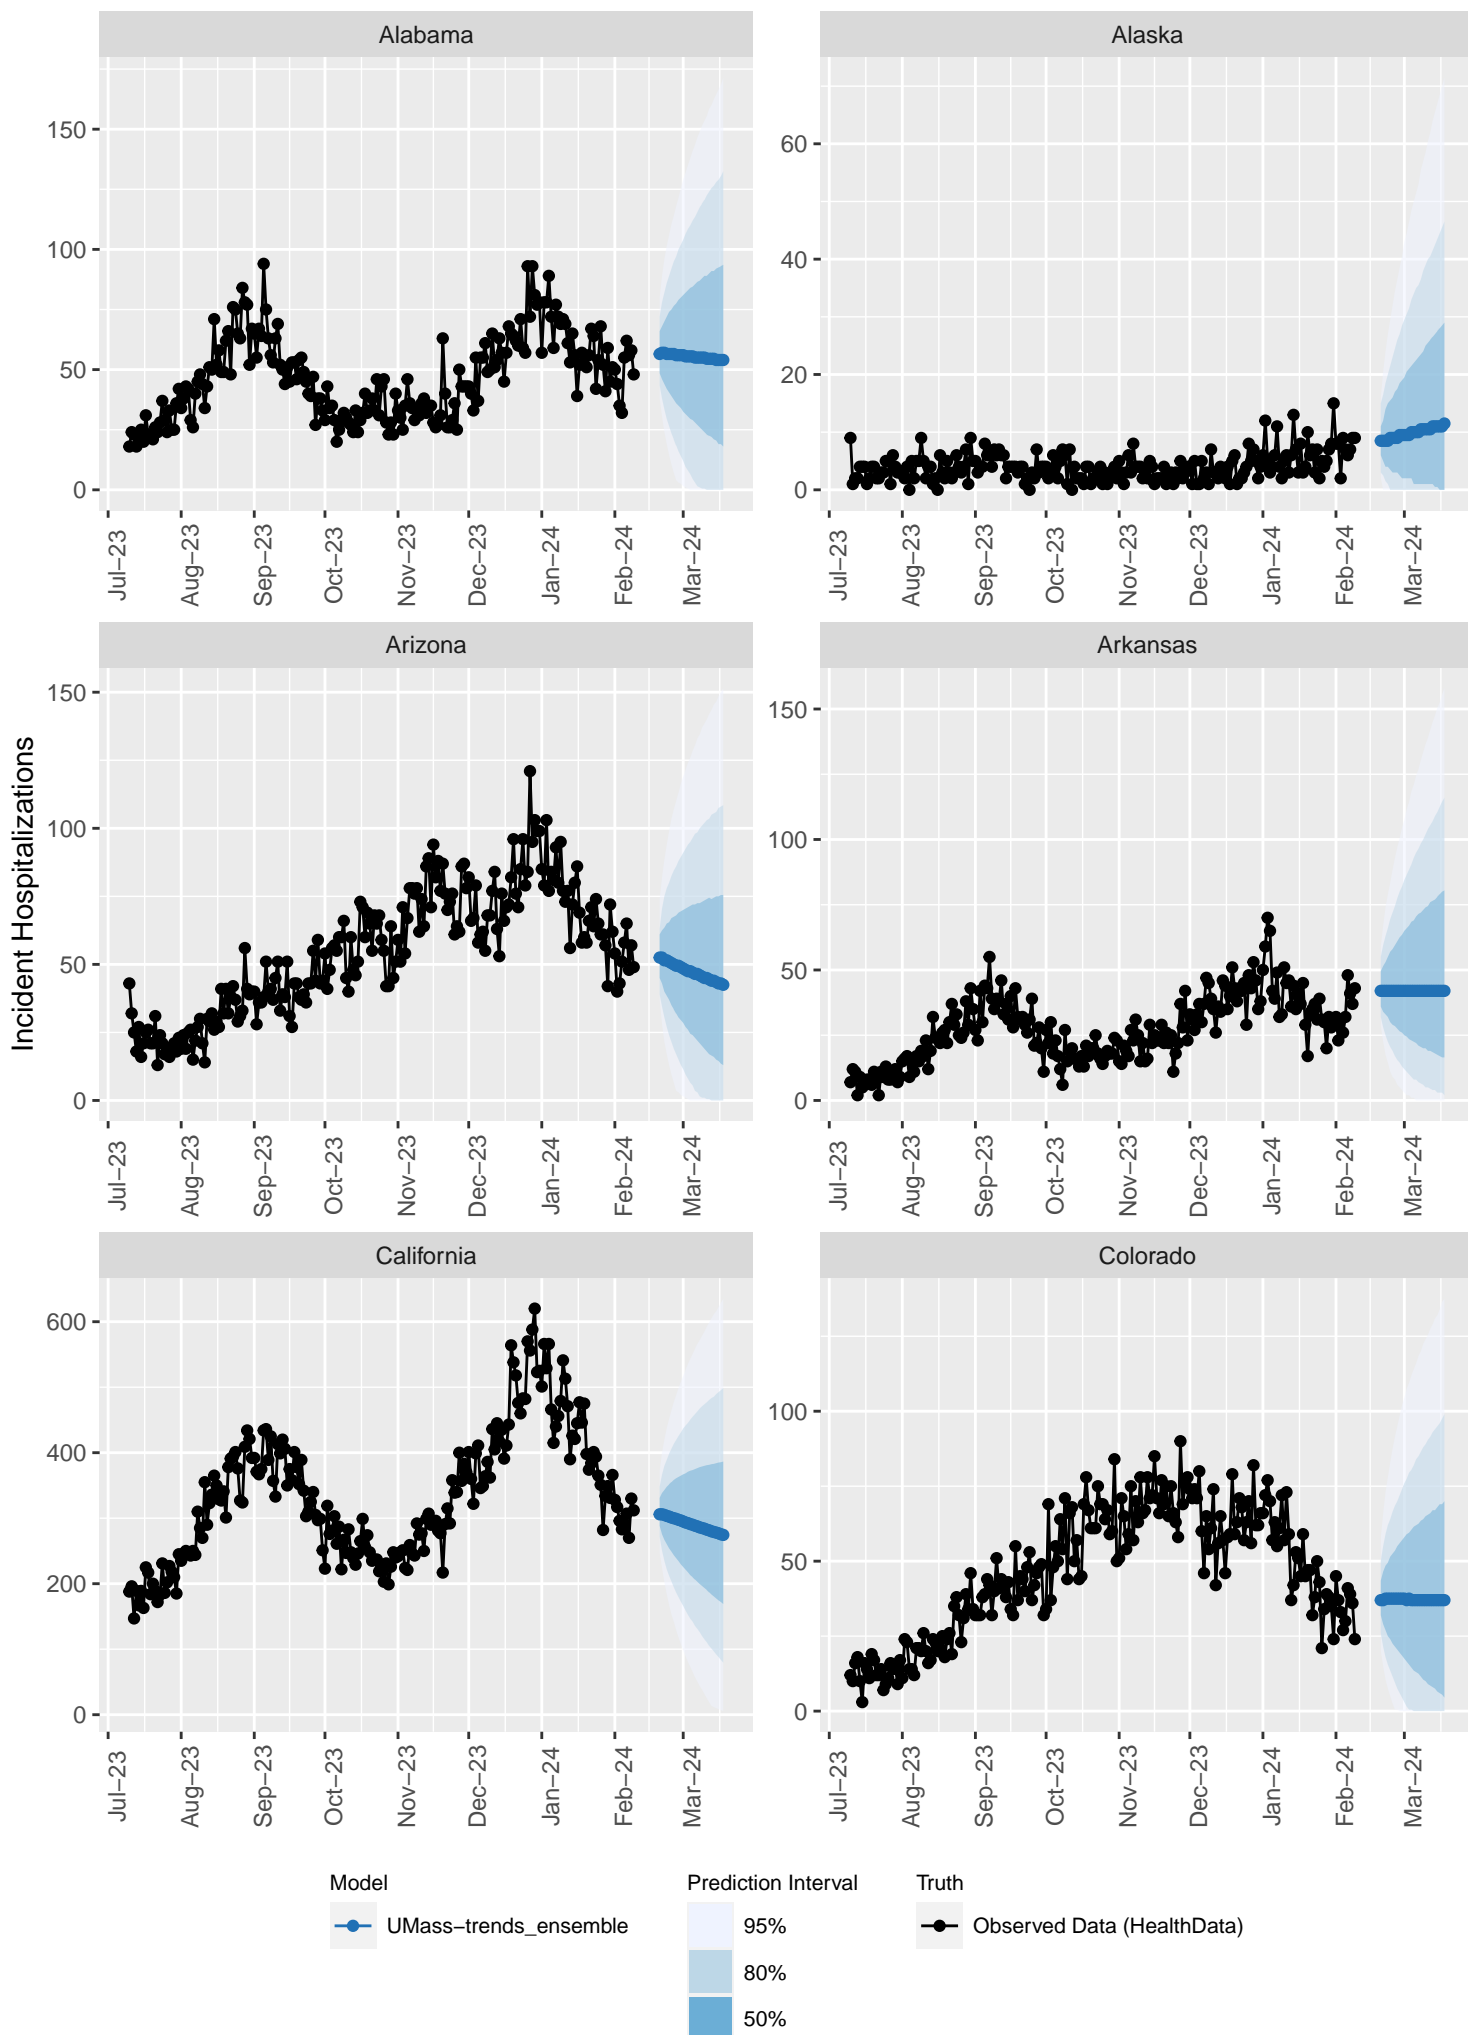 Alabama
Alaska
150
100
50
0
60
40
20
0
Jul−23
Aug−23
Sep−23
Oct−23
Nov−23
Dec−23
Jan−24
Feb−24
Mar−24
Jul−23
Aug−23
Sep−23
Oct−23
Nov−23
Dec−23
Jan−24
Feb−24
Mar−24
Arizona
Arkansas
Incident Hospitalizations
150
100
50
0
150
100
50
0
Jul−23
Aug−23
Sep−23
Oct−23
Nov−23
Dec−23
Jan−24
Feb−24
Mar−24
Jul−23
Aug−23
Sep−23
Oct−23
Nov−23
Dec−23
Jan−24
Feb−24
Mar−24
California
Colorado
600
400
200
0
100
50
0
Jul−23
Aug−23
Sep−23
Oct−23
Nov−23
Dec−23
Jan−24
Feb−24
Mar−24
Jul−23
Aug−23
Sep−23
Oct−23
Nov−23
Dec−23
Jan−24
Feb−24
Mar−24
Model
UMass−trends_ensemble
Prediction Interval
95%
80%
50%
Truth
Observed Data (HealthData)